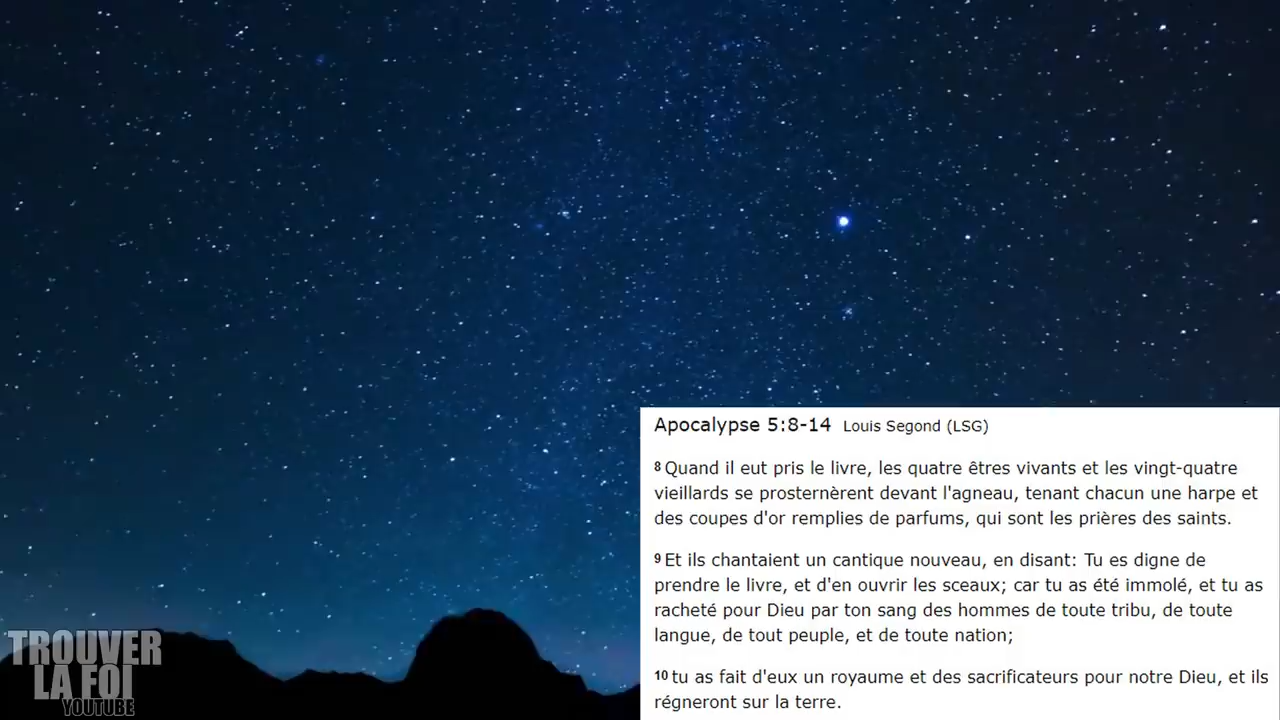 Apocalypse 5:8-14 Louis Segond (LSG)
8 Quand il eut pris le livre, les quatre êtres vivants et les vingt-quatre
vieillards se prosternèrent devant l'agneau, tenant chacun une harpe et
des coupes d'or remplies de parfums, qui sont les prières des saints.
9 Et ils chantaient un cantique nouveau, en disant: Tu es digne de
prendre le livre, et d'en ouvrir les sceaux; car tu as été immolé, et tu as
racheté pour Dieu par ton sang des hommes de toute tribu, de toute
langue, de tout peuple, et de toute nation;
10 tu as fait d'eux un royaume et des sacrificateurs pour notre Dieu, et ils
régneront sur la terre.
TROUVER
LA FOI
YOUTUBE